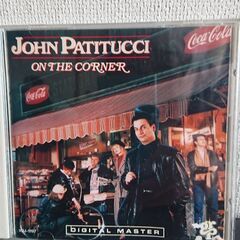 JOHN PATITUCCI
ON THE CORNER
Coca-Cola
Coca-Cola
DIGITAL MASTER